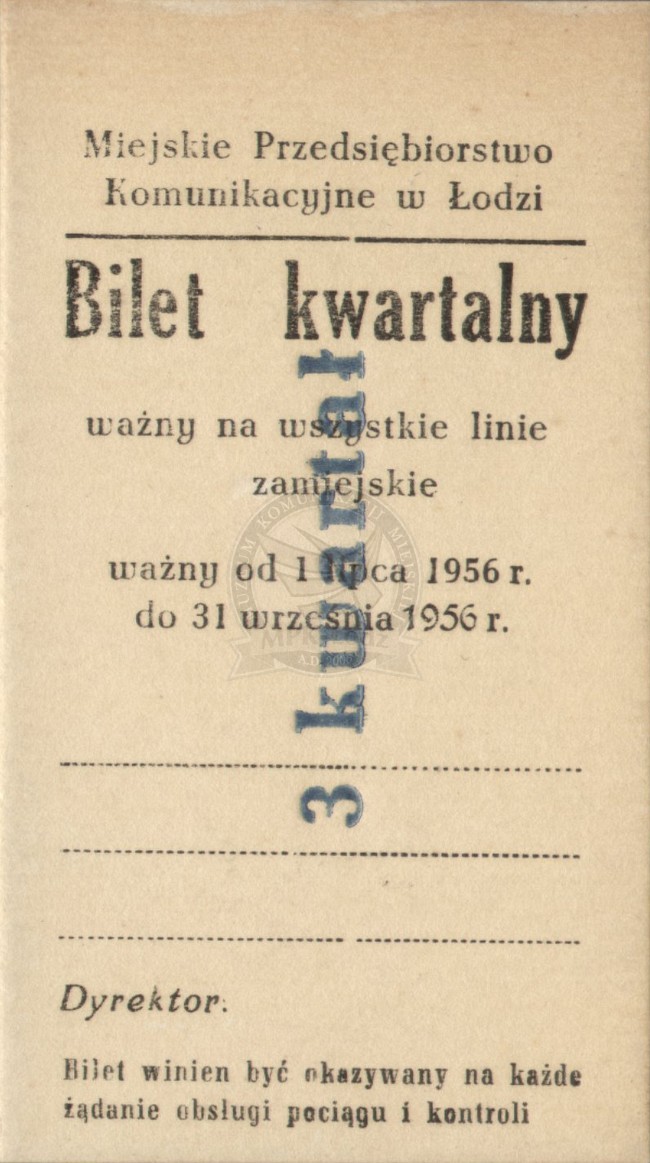 Miejskie Przedsiębiorstwo
Komunikacyjne w Łodzi
Bilet kwartalny
ważny na wszystkie linie
zamiejskie
ważny od 1 lipca 1956 r.
do 31 września 1956 r.
3 kwartał
Dyrektor:
Bilet winien być okazywany na każde
żądanie obsługi pociągu i kontroli